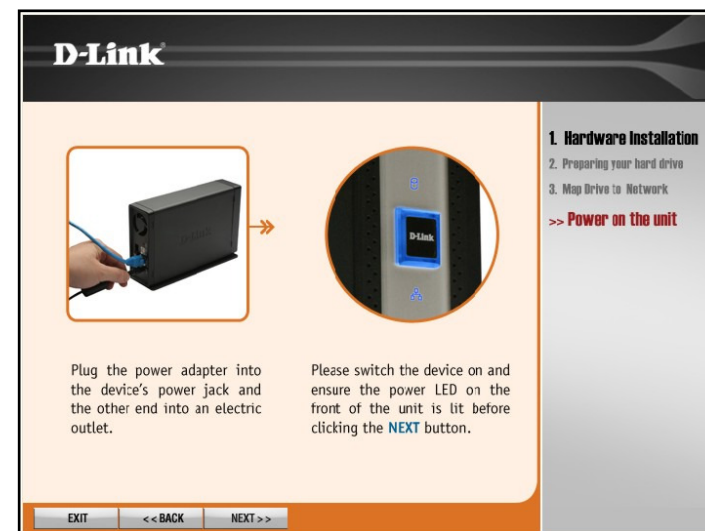 D-Link
1. Hardware Installation
2. Preparing your hard drive
3. Map Drive to Network
>> Power on the unit
D-Link
D-Link
Plug the power adapter into
the device's power jack and
the other end into an electric
outlet.
Please switch the device on and
ensure the power LED on the
front of the unit is lit before
clicking the NEXT button.
EXIT
<< BACK
NEXT >>